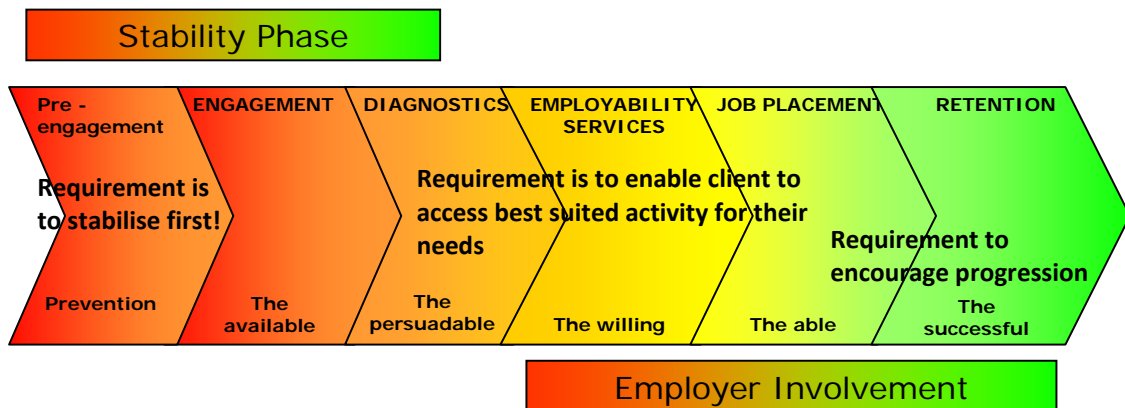 Stability Phase
Pre -
engagement
ENGAGEMENT
DIAGNOSTICS
EMPLOYABILITY
SERVICES
JOB PLACEMENT
RETENTION
Requirement is
to stabilise first!
Requirement is to enable client to
access best suited activity for their
needs
Requirement to
encourage progression
Prevention
The
available
The
persuadable
The willing
The able
The
successful
Employer Involvement